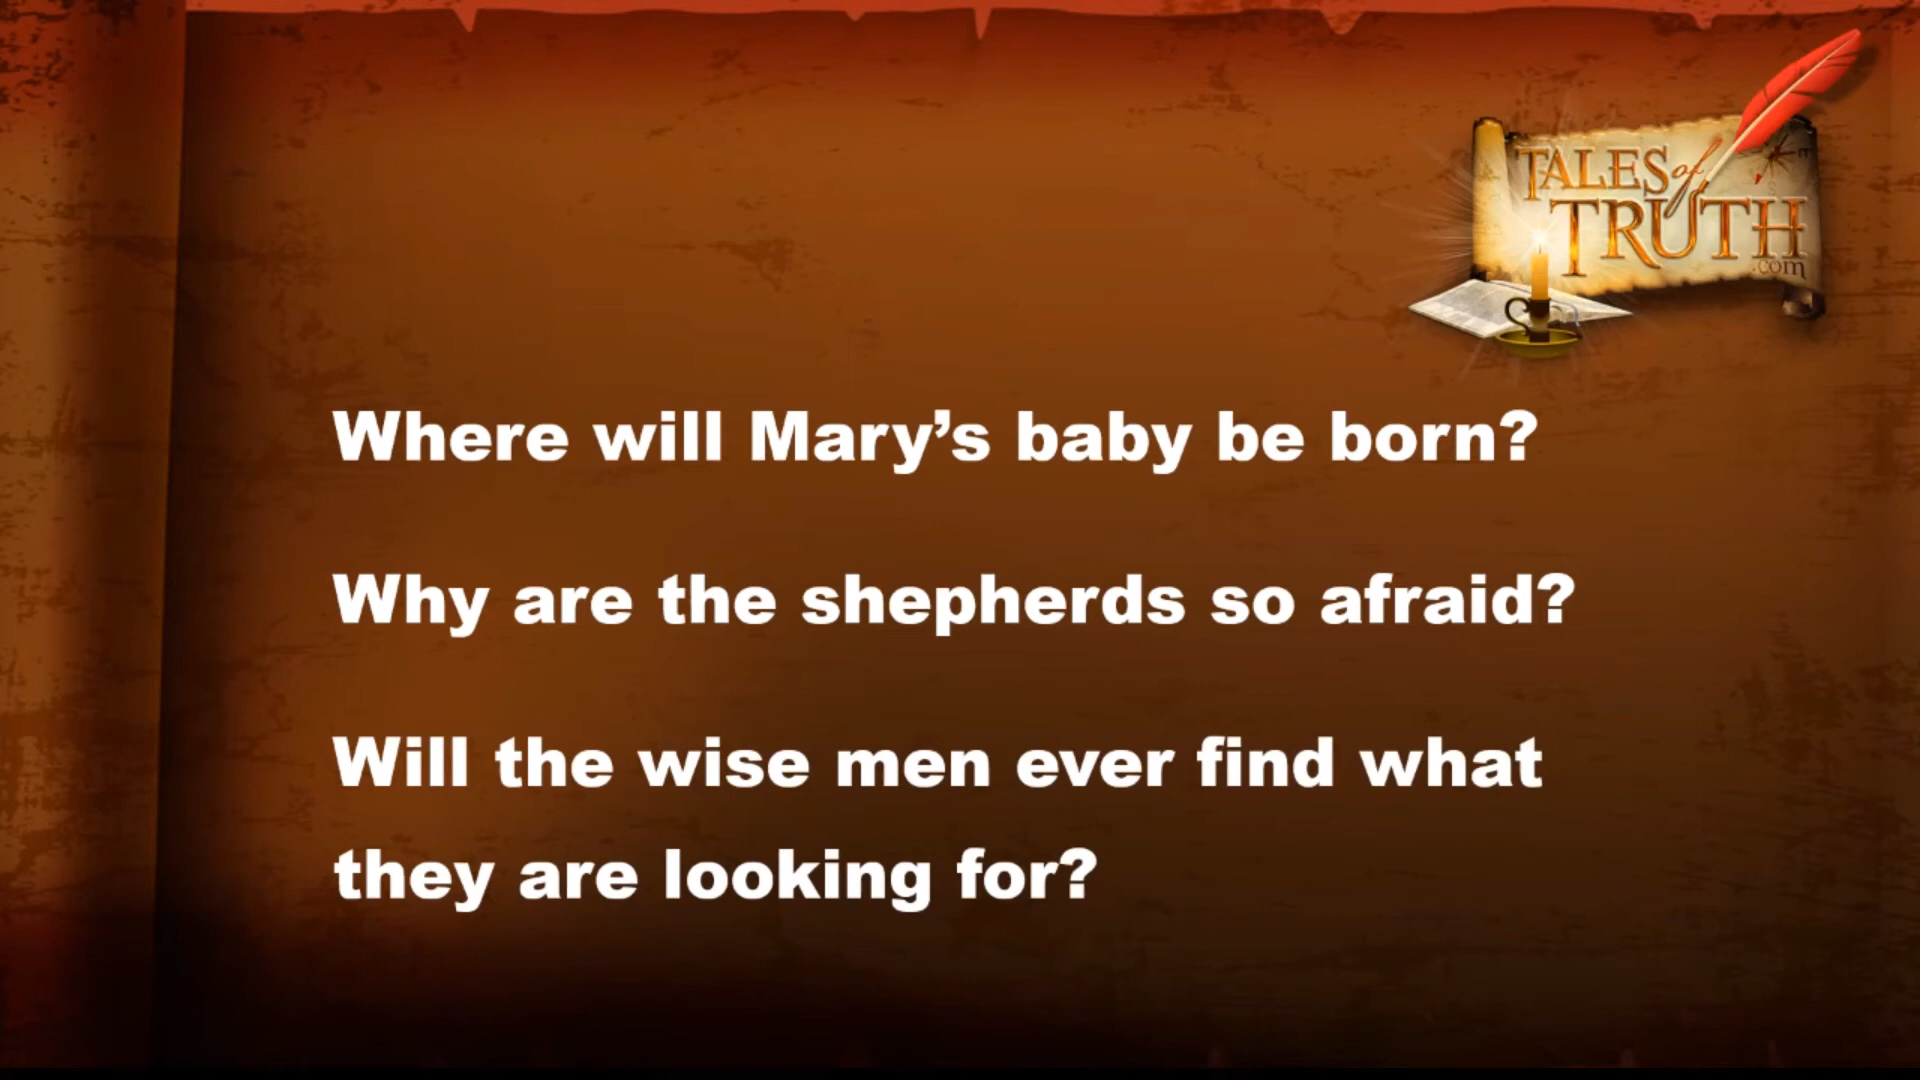 TALES of
TRUTH
.com
Where will Mary’s baby be born?
Why are the shepherds so afraid?
Will the wise men ever find what
they are looking for?